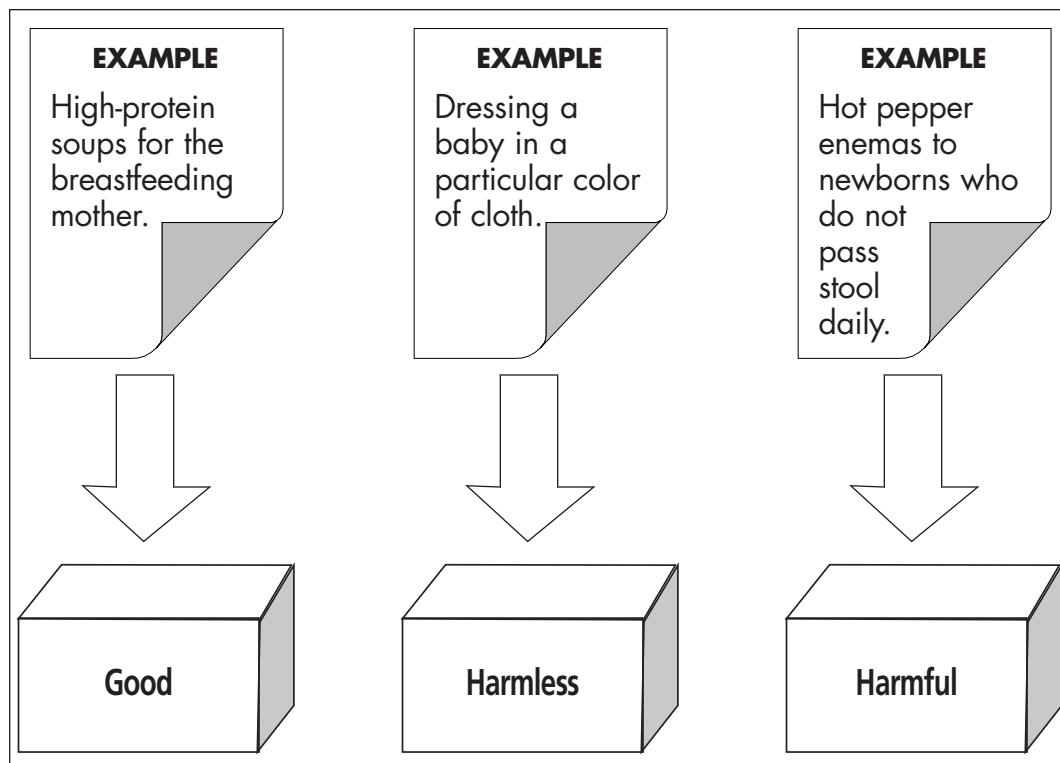 EXAMPLE
High-protein
soups for the
breastfeeding
mother.
EXAMPLE
Dressing a
baby in a
particular color
of cloth.
EXAMPLE
Hot pepper
enemas to
newborns who
do not
pass
stool
daily.
Good
Harmless
Harmful